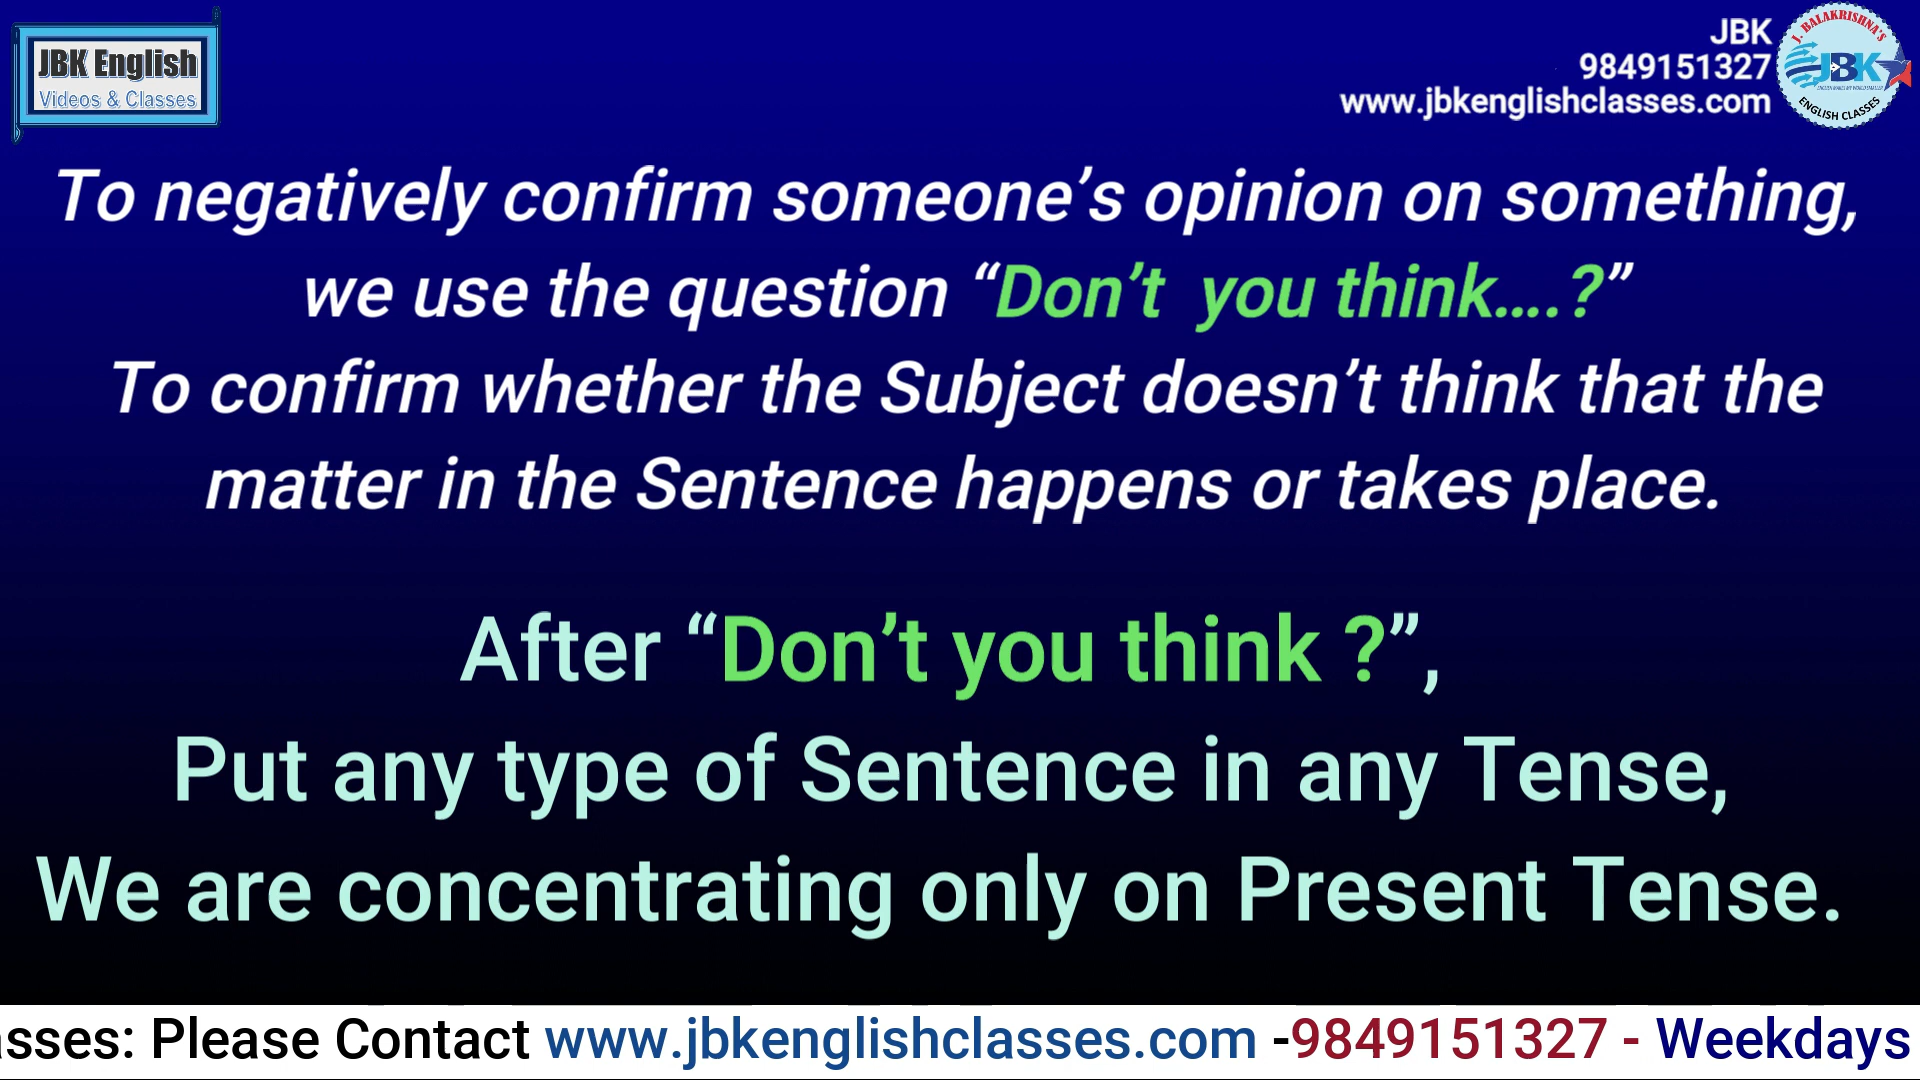 JBK English
Videos & Classes
JBK
9849151327
www.jbkenglishclasses.com
J. BALAKRISHNA'S
JBK
ENGLISH CLASSES
To negatively confirm someone’s opinion on something,
we use the question “Don’t you think....?”
To confirm whether the Subject doesn’t think that the
matter in the Sentence happens or takes place.
After “Don’t you think ?”,
Put any type of Sentence in any Tense,
We are concentrating only on Present Tense.
asses: Please Contact www.jbkenglishclasses.com -9849151327 - Weekdays